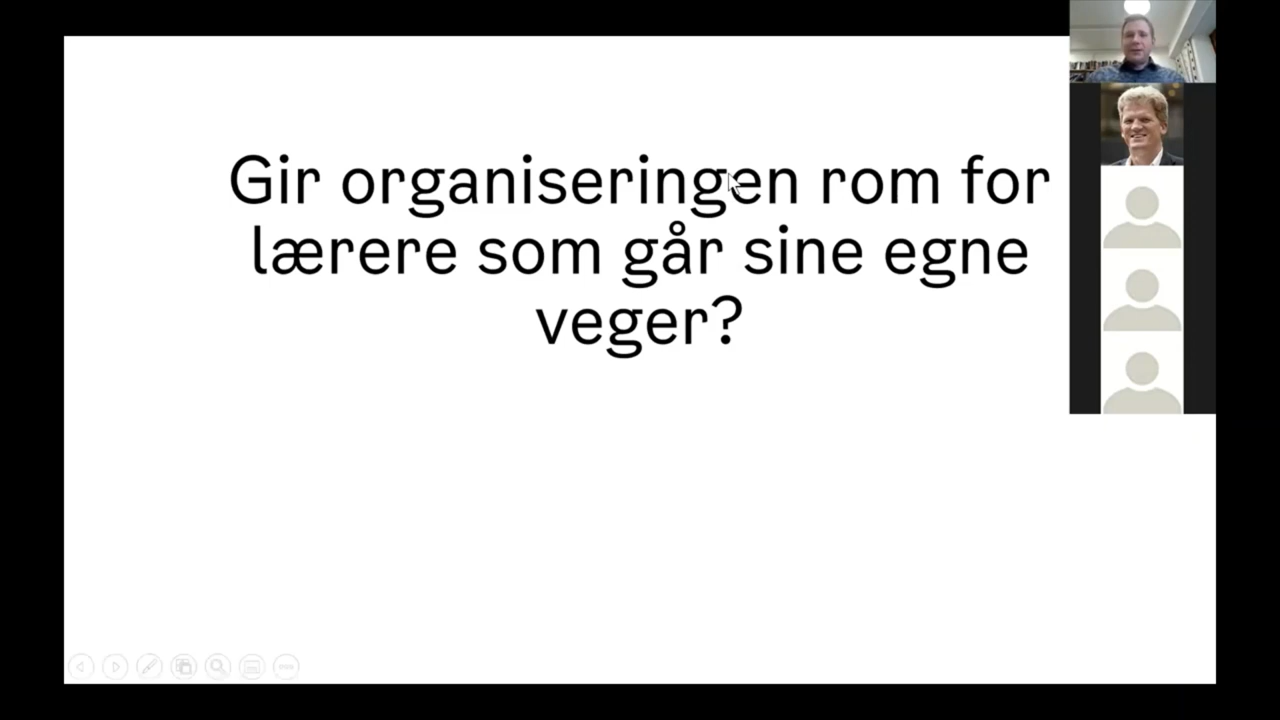 Gir organiseringen rom for
lærere som går sine egne
veger?